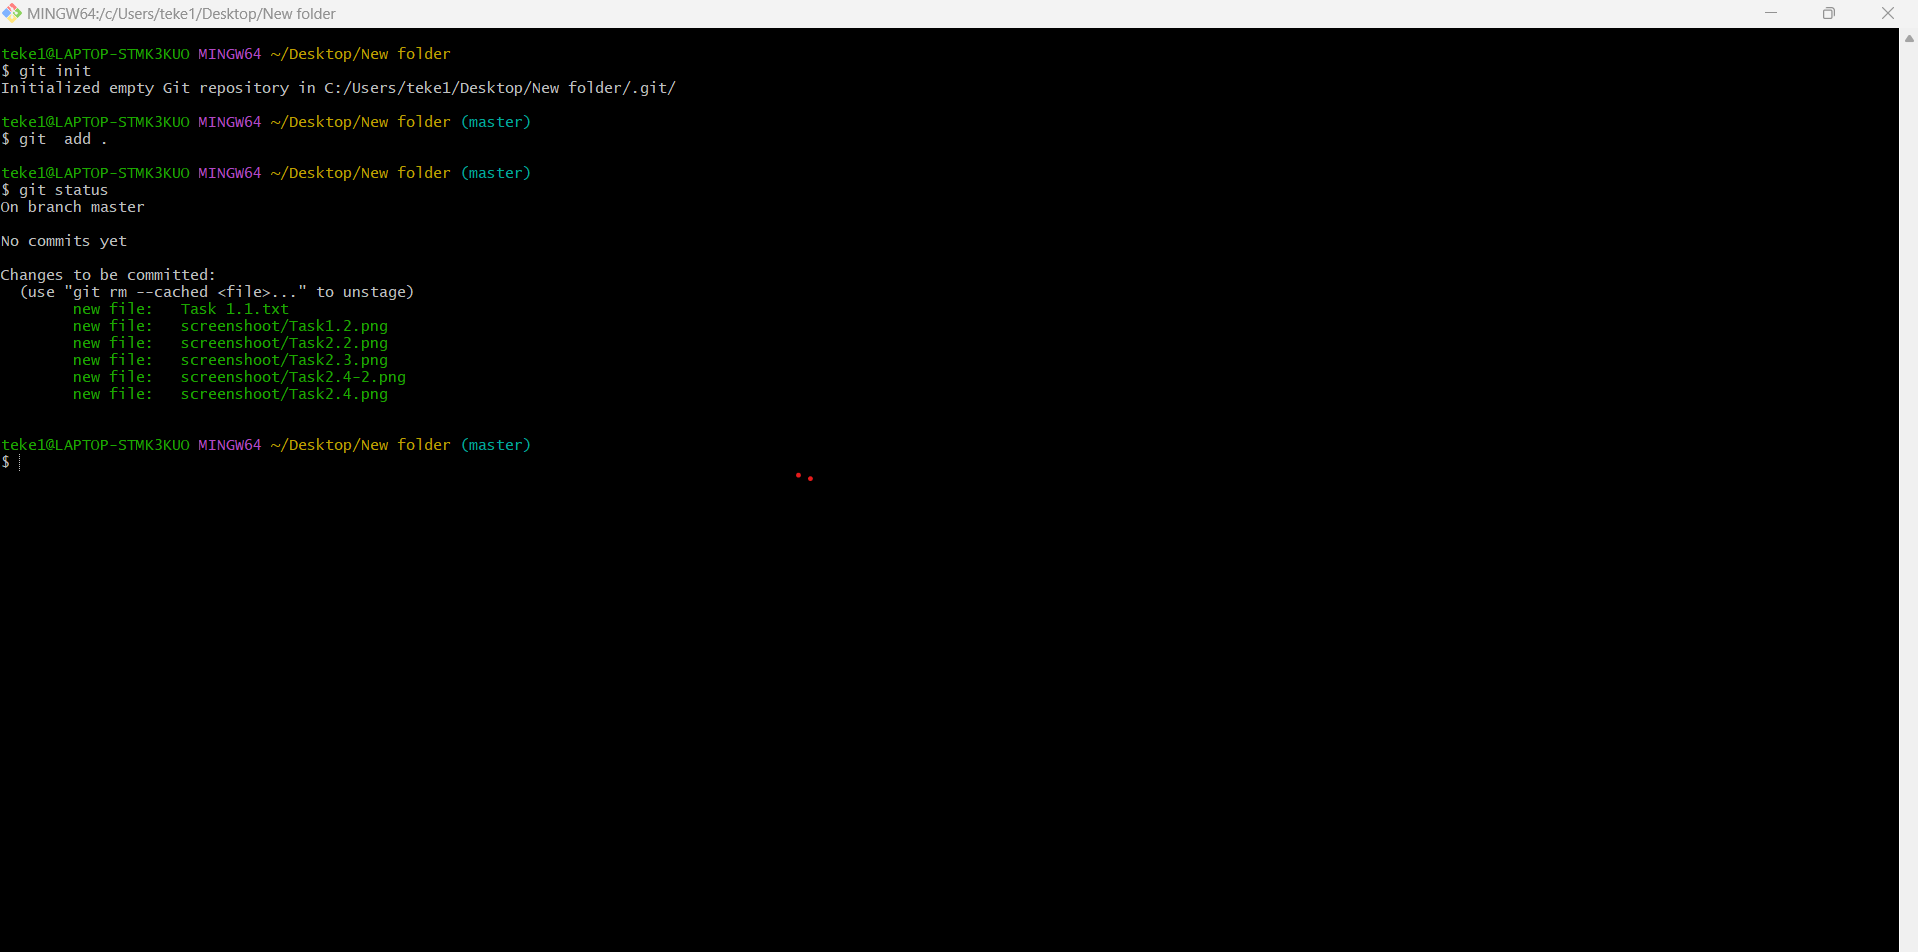 MINGW64:/c/Users/teke1/Desktop/New folder
teke1@LAPTOP-STMK3KUO MINGW64 ~/Desktop/New folder
$ git init
Initialized empty Git repository in C:/Users/teke1/Desktop/New folder/.git/
teke1@LAPTOP-STMK3KUO MINGW64 ~/Desktop/New folder (master)
$ git  add .
teke1@LAPTOP-STMK3KUO MINGW64 ~/Desktop/New folder (master)
$ git status
On branch master
No commits yet
Changes to be committed:
  (use "git rm --cached <file>..." to unstage)
        new file:   Task 1.1.txt
        new file:   screenshoot/Task1.2.png
        new file:   screenshoot/Task2.2.png
        new file:   screenshoot/Task2.3.png
        new file:   screenshoot/Task2.4-2.png
        new file:   screenshoot/Task2.4.png
teke1@LAPTOP-STMK3KUO MINGW64 ~/Desktop/New folder (master)
$